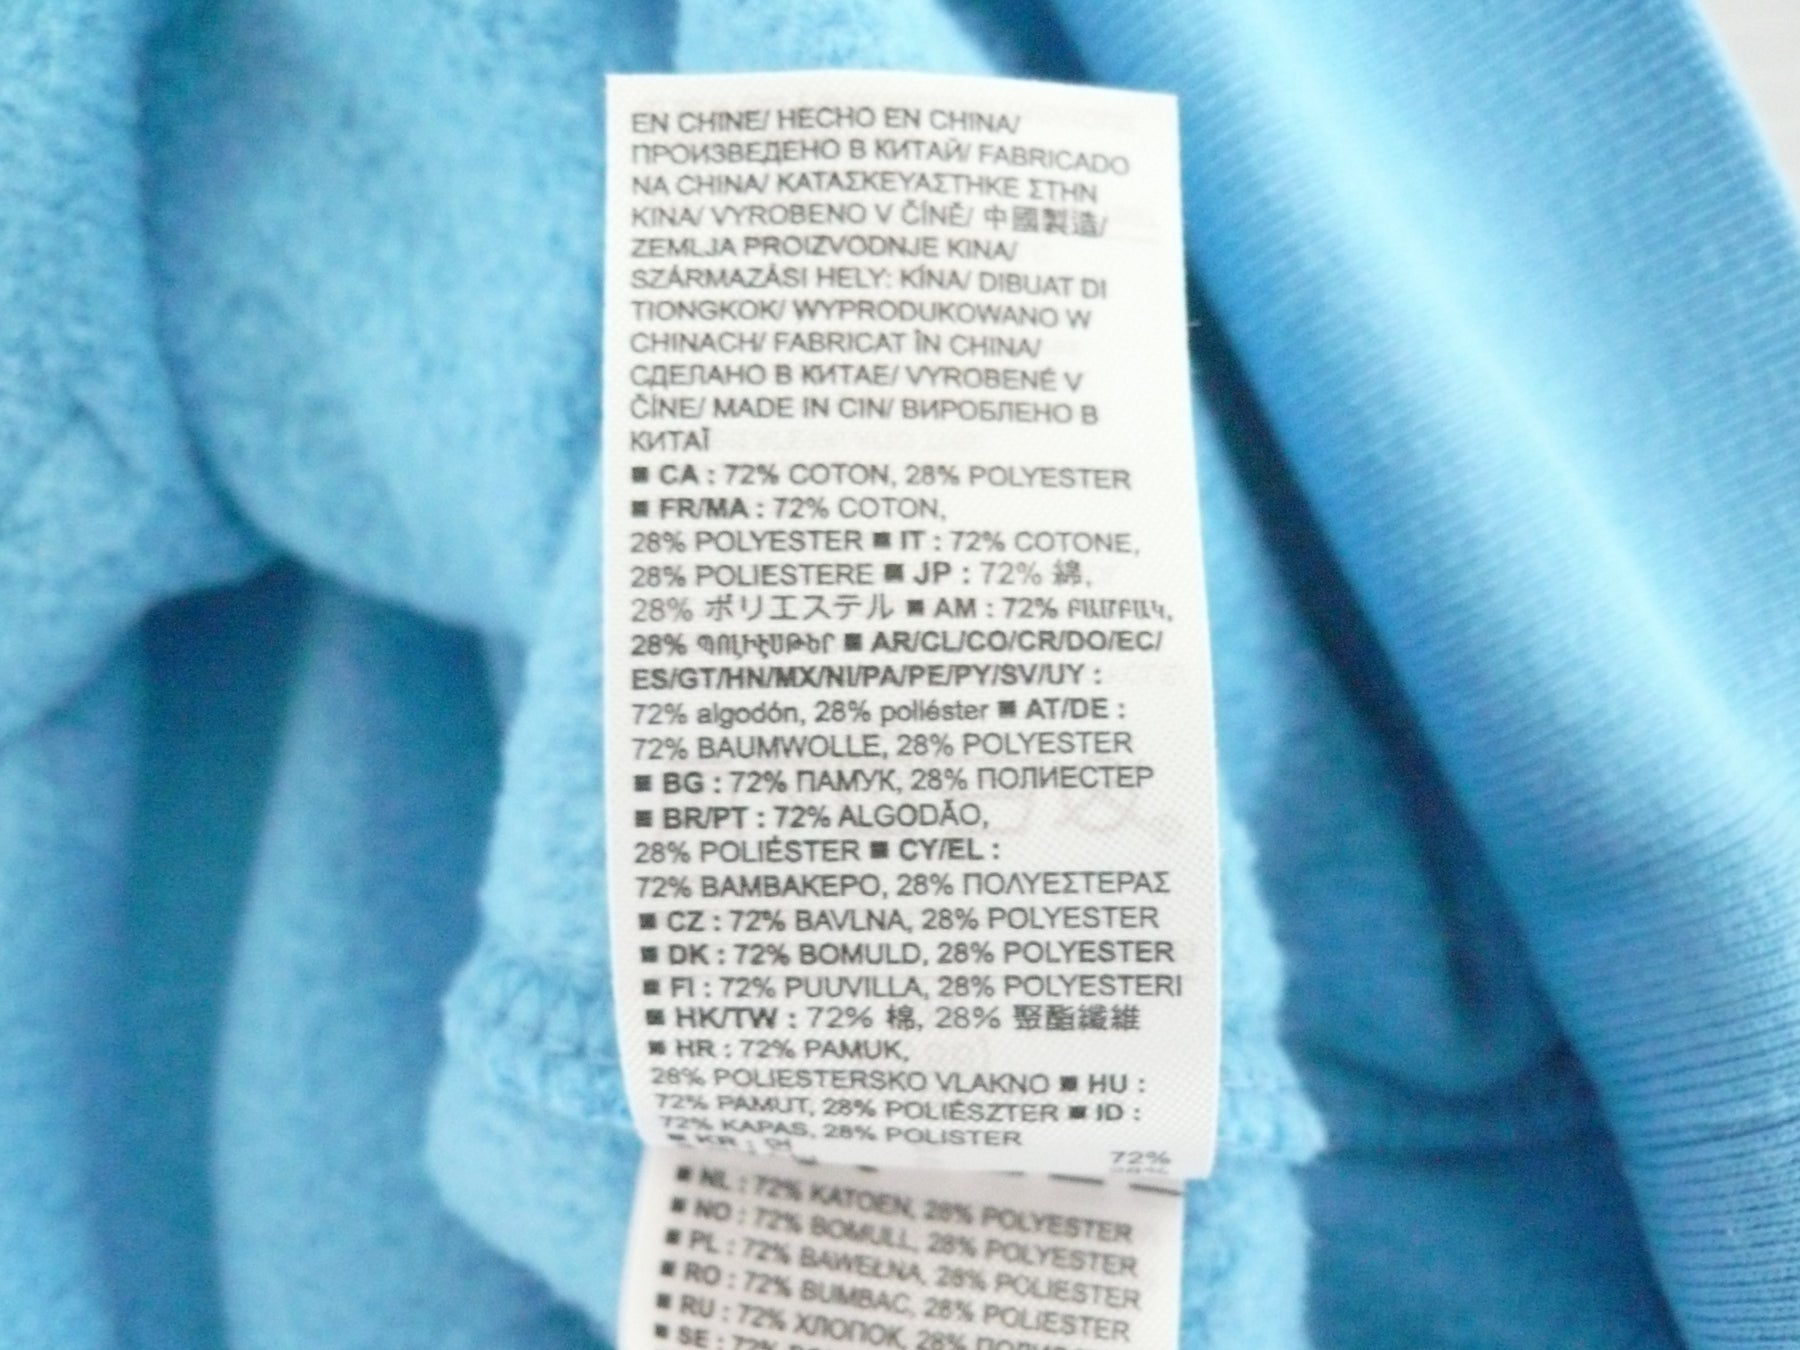 EN CHINE/ HECHO EN CHINA/
ПРОИЗВЕДЕНО В КИТАЙ/ FABRICADO
NA CHINA/ ΚΑΤΑΣΚΕΥΑΣΤΗΚΕ ΣΤΗΝ
ΚΙΝΑ/ VYROBENO V ČÍNĚ/ 中國製造/
ZEMLJA PROIZVODNJE KINA/
SZÁRMAZÁSI HELY: KÍNA/ DIBUAT DI
TIONGKOK/ WYPRODUKOWANO W
CHINACH/ FABRICAT ÎN CHINA/
СДЕЛАНО В КИТАЕ/ VYROBENÉ V
ČÍNE/ MADE IN CIN/ ВИРОБЛЕНО В
КИТАЇ
■ CA : 72% COTON, 28% POLYESTER
■ FR/MA : 72% COTON,
28% POLYESTER ■ IT : 72% COTONE,
28% POLIESTERE ■ JP : 72% 綿,
28% ポリエステル ■ AM : 72% ԲԱՄԲԱԿ,
28% ՊՈԼԻԷՍԹԵՐ ■ AR/CL/CO/CR/DO/EC/
ES/GT/HN/MX/NI/PA/PE/PY/SV/UY :
72% algodón, 28% poliéster ■ AT/DE :
72% BAUMWOLLE, 28% POLYESTER
■ BG : 72% ПАМУК, 28% ПОЛИЕСТЕР
■ BR/PT : 72% ALGODÃO,
28% POLIÉSTER ■ CY/EL :
72% ΒΑΜΒΑΚΕΡΟ, 28% ΠΟΛΥΕΣΤΕΡΑΣ
■ CZ : 72% BAVLNA, 28% POLYESTER
■ DK : 72% BOMULD, 28% POLYESTER
■ FI : 72% PUUVILLA, 28% POLYESTERI
■ HK/TW : 72% 棉, 28% 聚酯纖維
■ HR : 72% PAMUK,
28% POLIESTERSKO VLAKNO ■ HU :
72% PAMUT, 28% POLIÉSZTER ■ ID :
72% KAPAS, 28% POLISTER
■ KR : 72%
28%
■ NL : 72% KATOEN, 28% POLYESTER
■ NO : 72% BOMULL, 28% POLYESTER
■ PL : 72% BAWEŁNA, 28% POLIESTER
■ RO : 72% BUMBAC, 28% POLIESTER
■ RU : 72% ХЛОПОК, 28%
■ SE : 72%